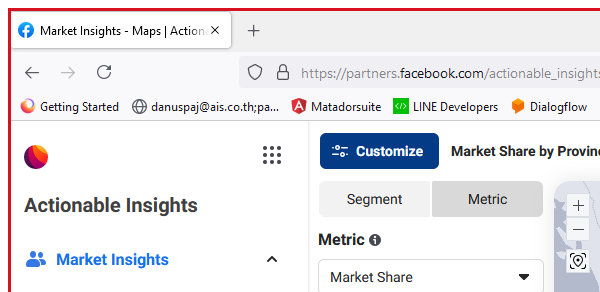 Market Insights - Maps | Actiona
https://partners.facebook.com/actionable_insights
Getting Started
danuspaj@ais.co.th;pa...
Matadorsuite
LINE Developers
Dialogflow
Customize
Market Share by Provin
Actionable Insights
Segment
Metric
Metric
Market Insights
Market Share